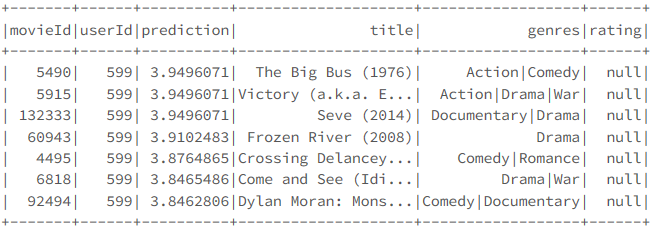 +-------+------+----------+--------------------+------------------+------+
|movieId|userId|prediction|               title|            genres|rating|
+-------+------+----------+--------------------+------------------+------+
|   5490|   599| 3.9496071|  The Big Bus (1976)|     Action|Comedy|  null|
|   5915|   599| 3.9496071|Victory (a.k.a. E...|  Action|Drama|War|  null|
| 132333|   599| 3.9496071|         Seve (2014)| Documentary|Drama|  null|
|  60943|   599| 3.9102483| Frozen River (2008)|             Drama|  null|
|   4495|   599| 3.8764865|Crossing Delancey...|    Comedy|Romance|  null|
|   6818|   599| 3.8465486|Come and See (Idi...|         Drama|War|  null|
|  92494|   599| 3.8462806|Dylan Moran: Mons...|Comedy|Documentary|  null|
+-------+------+----------+--------------------+------------------+------+